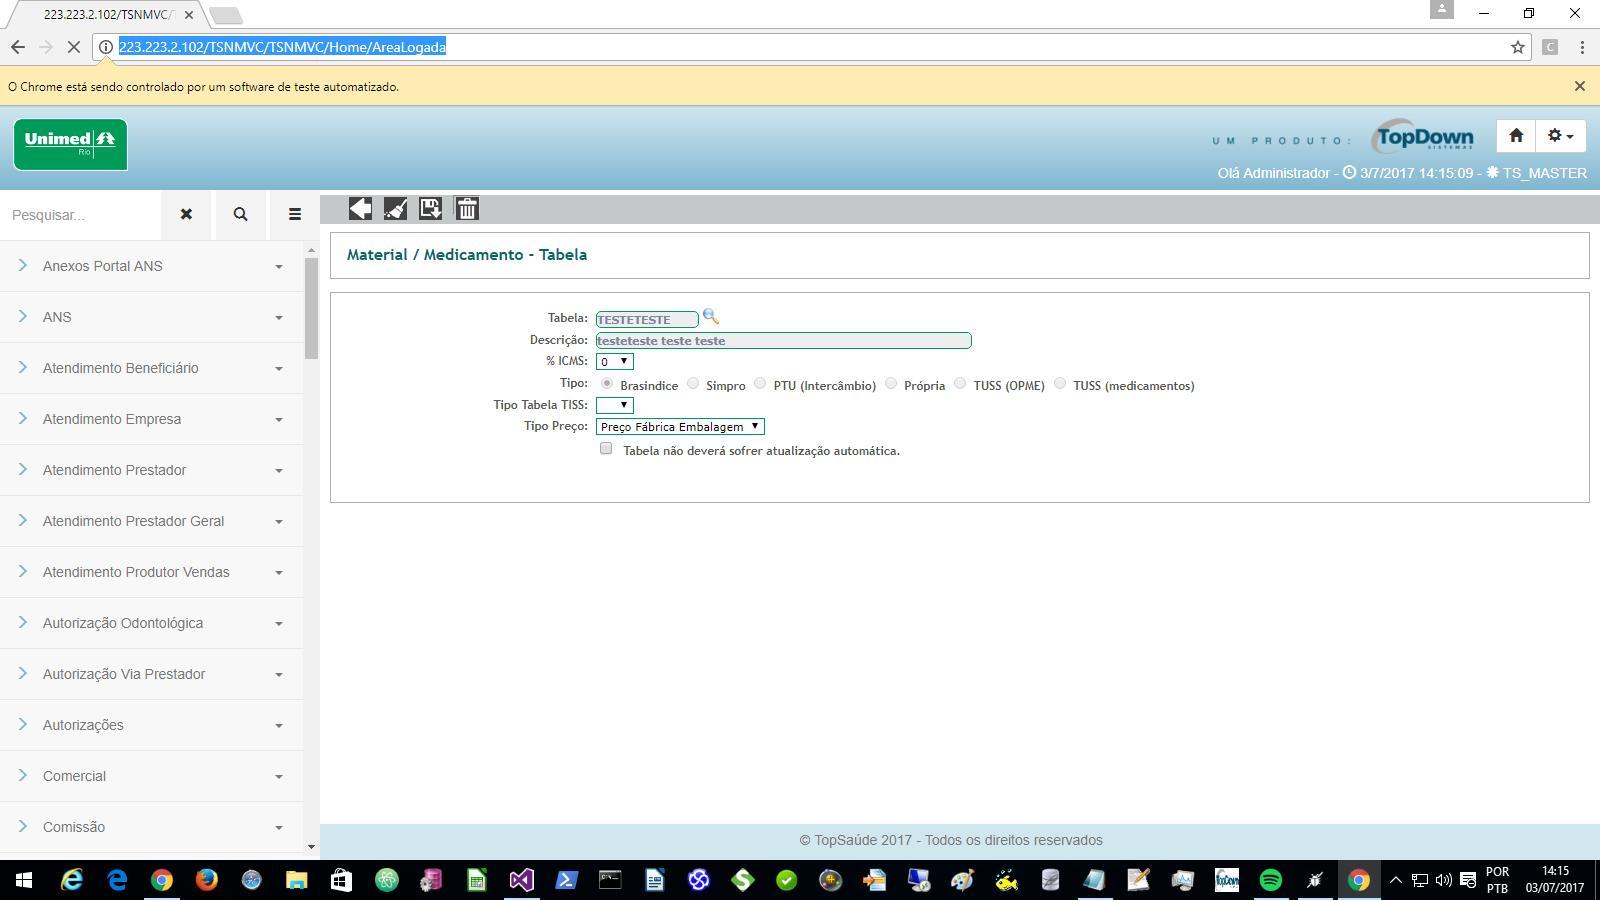 223.223.2.102/TSNMVC/T
223.223.2.102/TSNMVC/TSNMVC/Home/AreaLogada
C
O Chrome está sendo controlado por um software de teste automatizado.
Unimed
Rio
UM PRODUTO:
TopDown
SISTEMAS
Olá Administrador - 3/7/2017 14:15:09 - TS_MASTER
Pesquisar...
Material / Medicamento - Tabela
Anexos Portal ANS
ANS
Atendimento Beneficiário
Atendimento Empresa
Atendimento Prestador
Atendimento Prestador Geral
Atendimento Produtor Vendas
Autorização Odontológica
Autorização Via Prestador
Autorizações
Comercial
Comissão
Tabela: TESTETESTE
Descrição: testeteste teste teste
% ICMS: 0
Tipo: Brasindice Simpro PTU (Intercâmbio) Própria TUSS (OPME) TUSS (medicamentos)
Tipo Tabela TISS:
Tipo Preço: Preço Fábrica Embalagem
Tabela não deverá sofrer atualização automática.
© TopSaúde 2017 - Todos os direitos reservados
TopDown
POR
PTB
14:15
03/07/2017